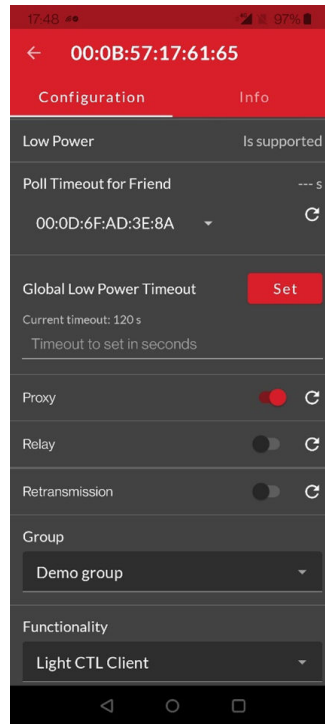 17:48 97%
00:0B:57:17:61:65
Configuration Info
Low Power Is supported
Poll Timeout for Friend --- s
00:0D:6F:AD:3E:8A
Global Low Power Timeout Set
Current timeout: 120 s
Timeout to set in seconds
Proxy
Relay
Retransmission
Group
Demo group
Functionality
Light CTL Client